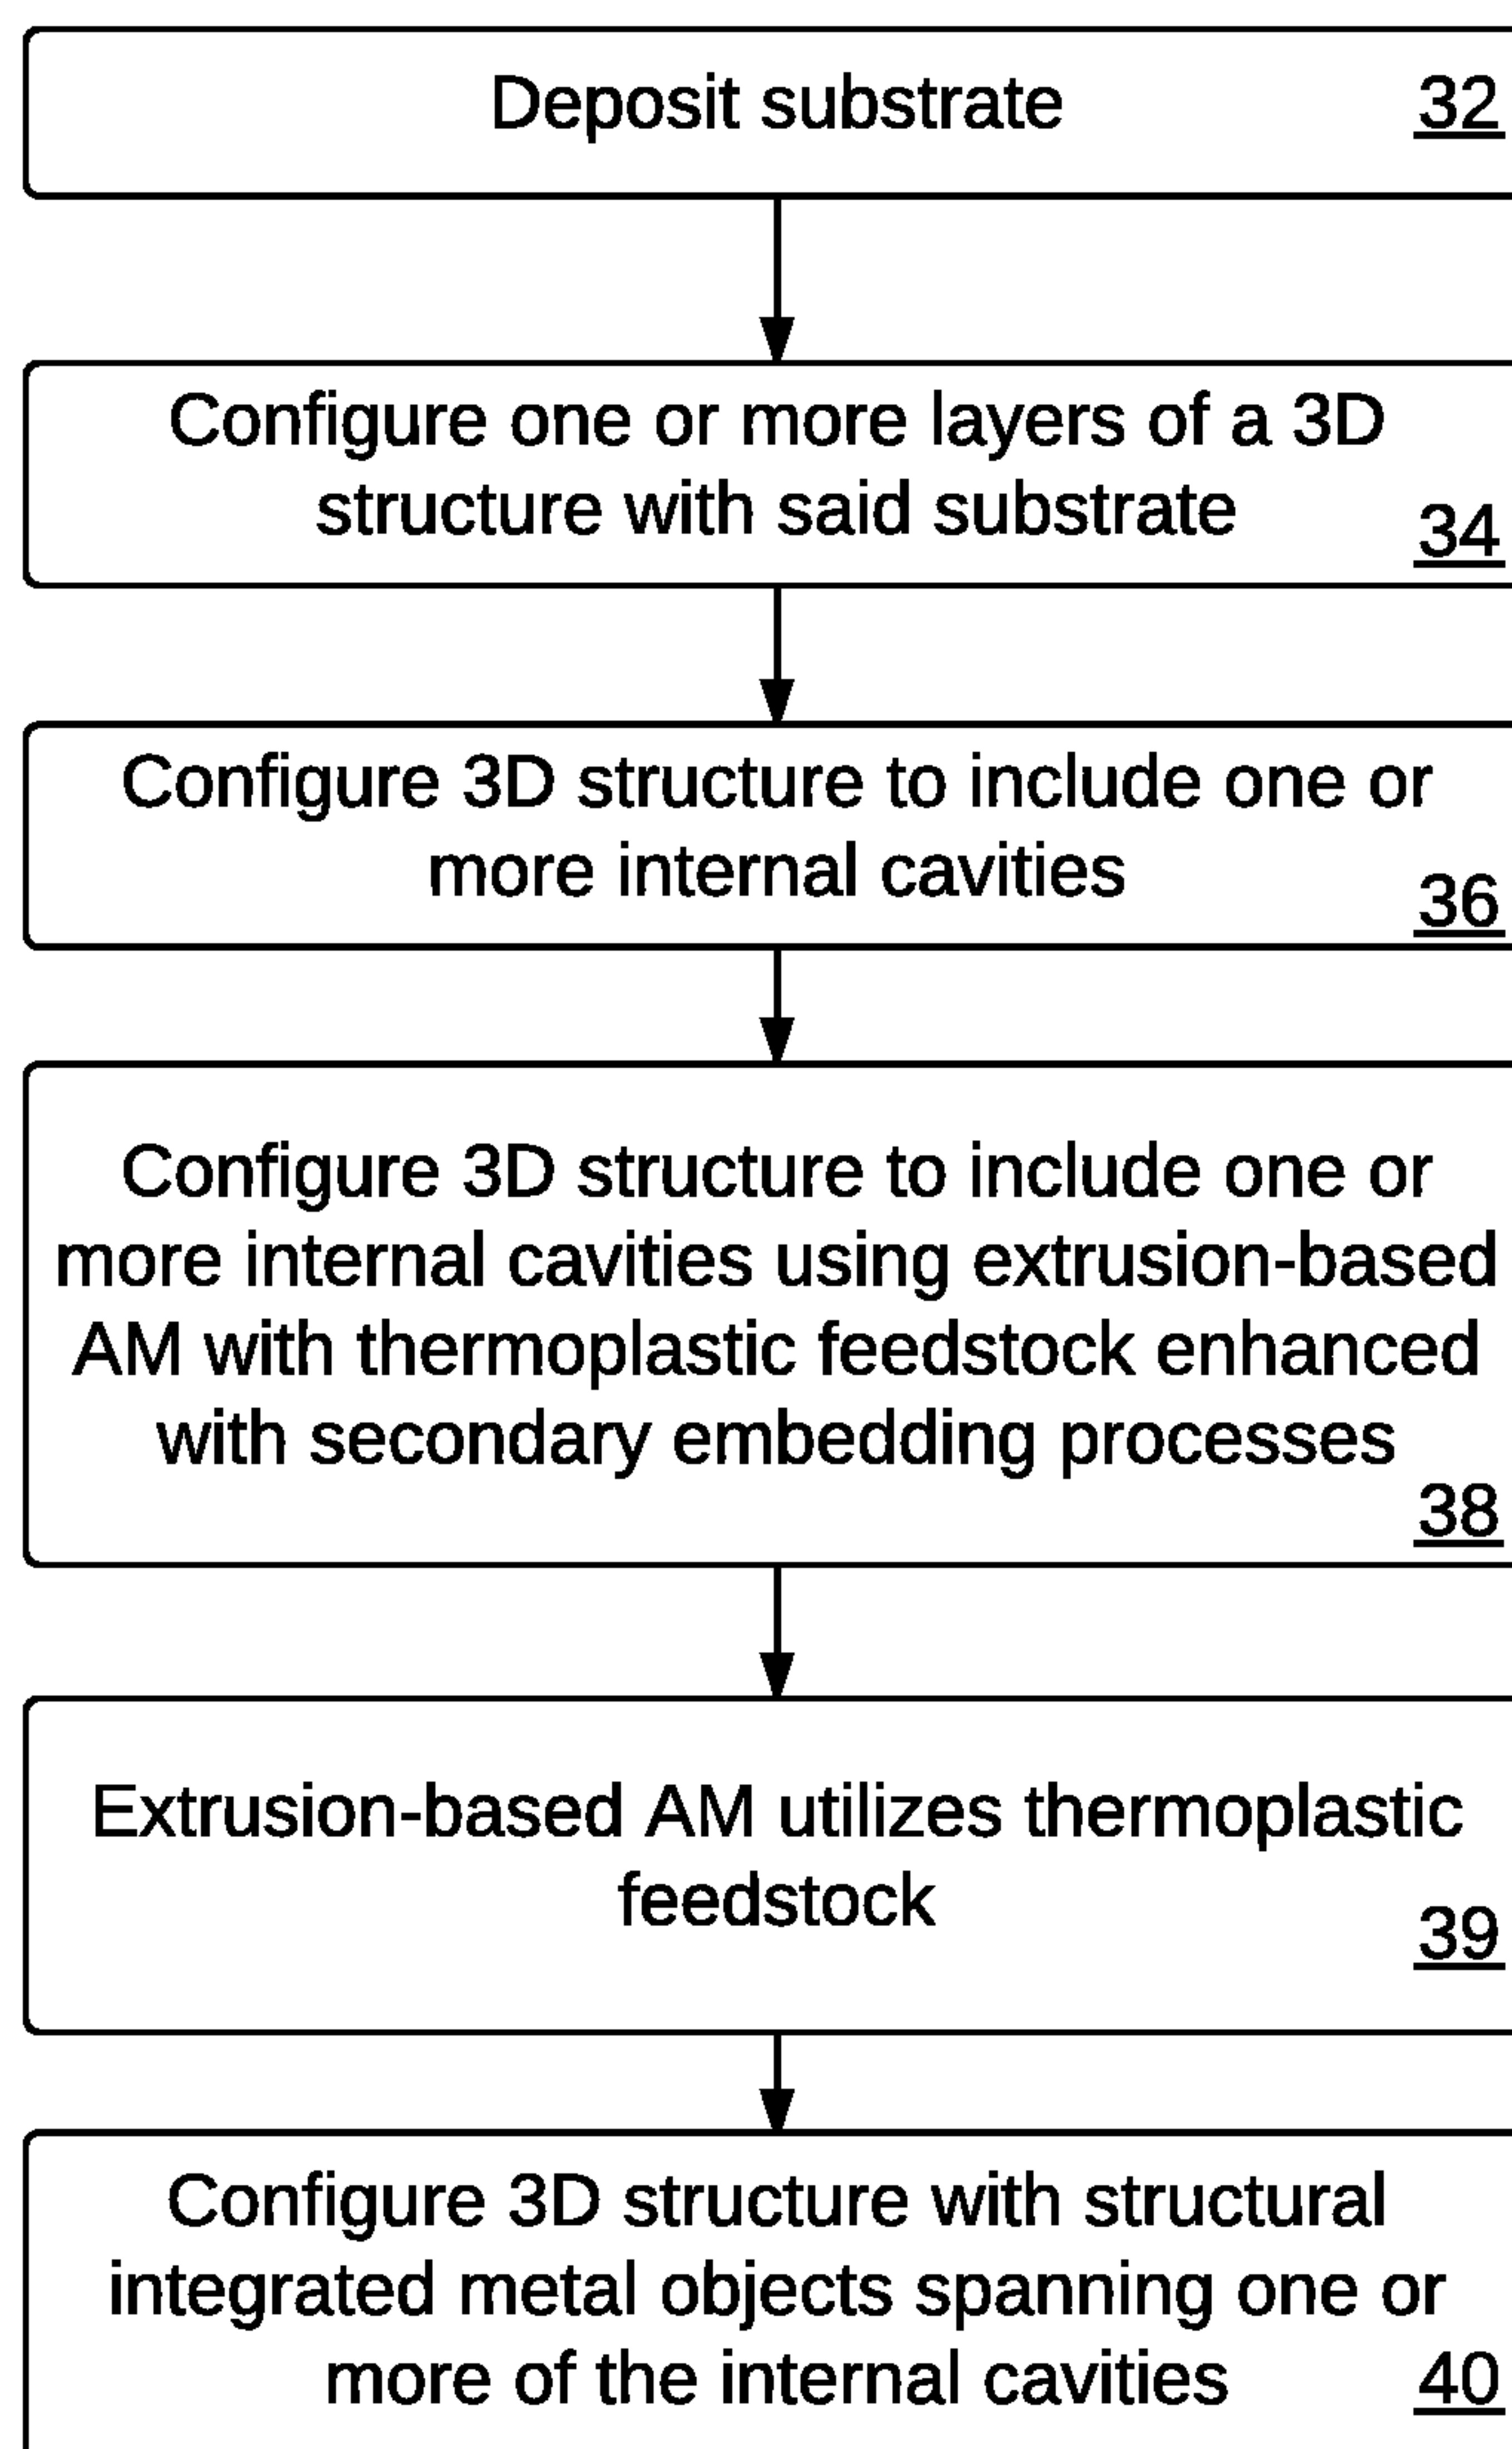 Deposit substrate
32
Configure one or more layers of a 3D
structure with said substrate
34
Configure 3D structure to include one or
more internal cavities
36
Configure 3D structure to include one or
more internal cavities using extrusion-based
AM with thermoplastic feedstock enhanced
with secondary embedding processes
38
Extrusion-based AM utilizes thermoplastic
feedstock
39
Configure 3D structure with structural
integrated metal objects spanning one or
more of the internal cavities
40